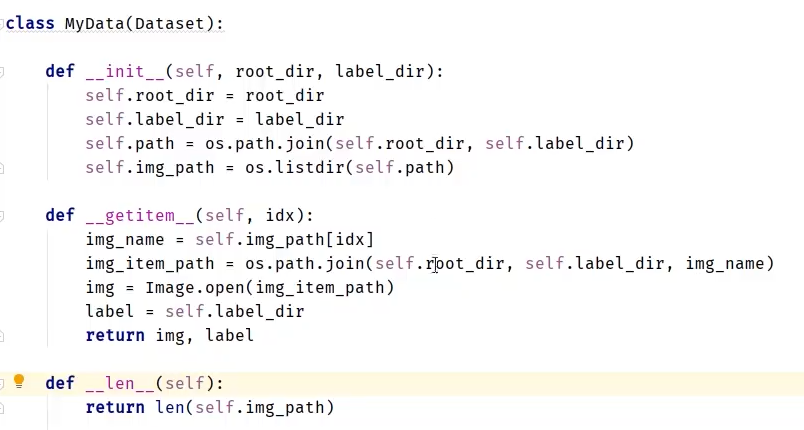 class MyData(Dataset):
def __init__(self, root_dir, label_dir):
self.root_dir = root_dir
self.label_dir = label_dir
self.path = os.path.join(self.root_dir, self.label_dir)
self.img_path = os.listdir(self.path)
def __getitem__(self, idx):
img_name = self.img_path[idx]
img_item_path = os.path.join(self.root_dir, self.label_dir, img_name)
img = Image.open(img_item_path)
label = self.label_dir
return img, label
def __len__(self):
return len(self.img_path)